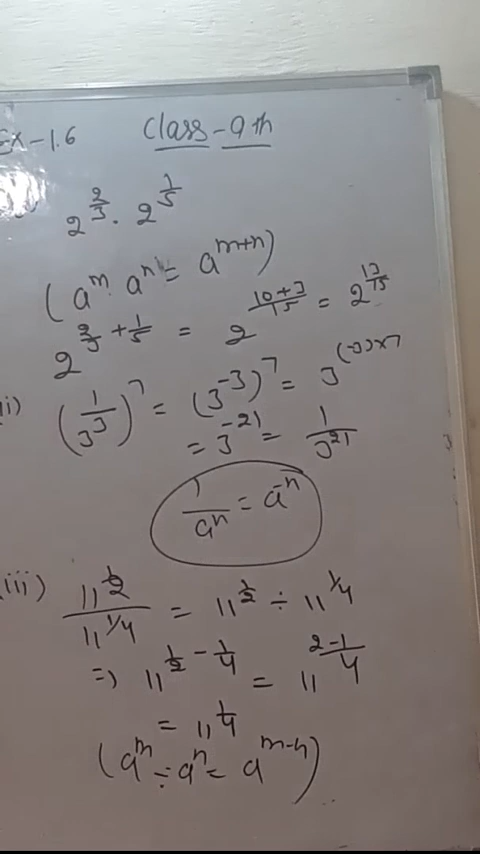 Ex-1.6 Class-9th
2^{2/3} . 2^{1/5}
(a^m . a^n = a^{m+n})
2^{2/3 + 1/5} = 2^{(10+3)/15} = 2^{13/15}
ii) (1/3^3)^7 = (3^{-3})^7 = 3^{(-3)×7}
= 3^{-21} = 1/3^{21}
1/a^n = a^{-n}
(iii) 11^{1/2}/11^{1/4} = 11^{1/2} ÷ 11^{1/4}
=> 11^{1/2 - 1/4} = 11^{(2-1)/4}
= 11^{1/4}
(a^m ÷ a^n = a^{m-n})